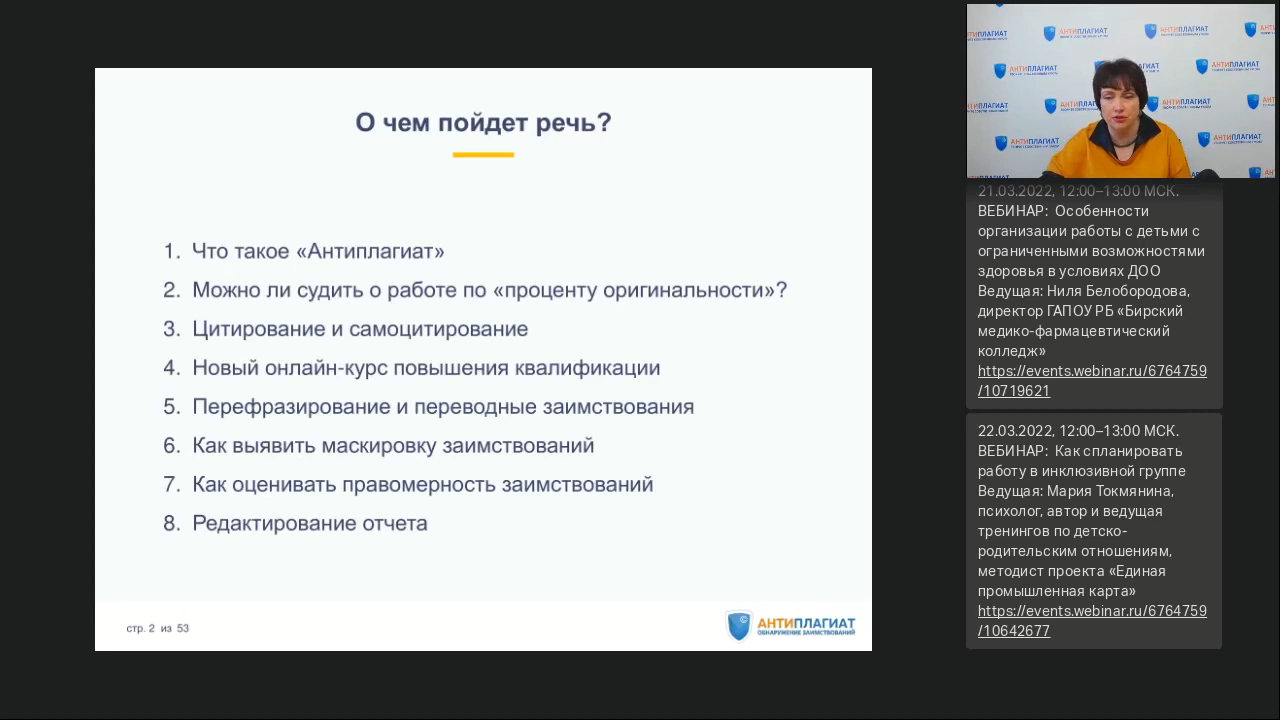 О чем пойдет речь?
1. Что такое «Антиплагиат»
2. Можно ли судить о работе по «проценту оригинальности»?
3. Цитирование и самоцитирование
4. Новый онлайн-курс повышения квалификации
5. Перефразирование и переводные заимствования
6. Как выявить маскировку заимствований
7. Как оценивать правомерность заимствований
8. Редактирование отчета
стр. 2 из 53
АНТИПЛАГИАТ
ОБНАРУЖЕНИЕ ЗАИМСТВОВАНИЙ
АНТИПЛАГИАТ
21.03.2022, 12:00–13:00 МСК.
ВЕБИНАР: Особенности
организации работы с детьми с
ограниченными возможностями
здоровья в условиях ДОО
Ведущая: Ниля Белобородова,
директор ГАПОУ РБ «Бирский
медико-фармацевтический
колледж»
https://events.webinar.ru/6764759
/10719621
22.03.2022, 12:00–13:00 МСК.
ВЕБИНАР: Как спланировать
работу в инклюзивной группе
Ведущая: Мария Токмянина,
психолог, автор и ведущая
тренингов по детско-
родительским отношениям,
методист проекта «Единая
промышленная карта»
https://events.webinar.ru/6764759
/10642677